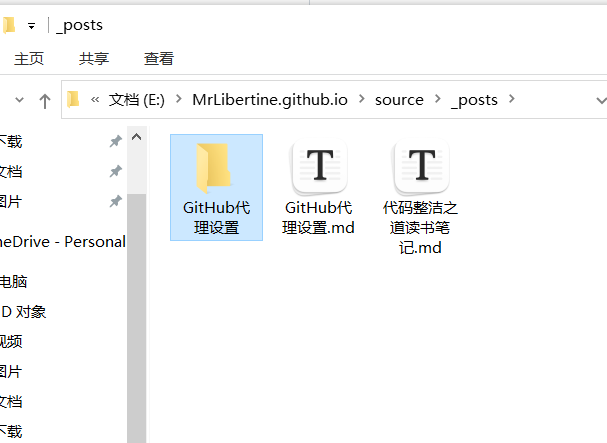 _posts
主页 共享 查看
« 文档 (E:) > MrLibertine.github.io > source > _posts >
下载
文档
图片
neDrive - Personal
电脑
D 对象
视频
图片
文档
下载
GitHub代
理设置
GitHub代
理设置.md
代码整洁之
道读书笔
记.md